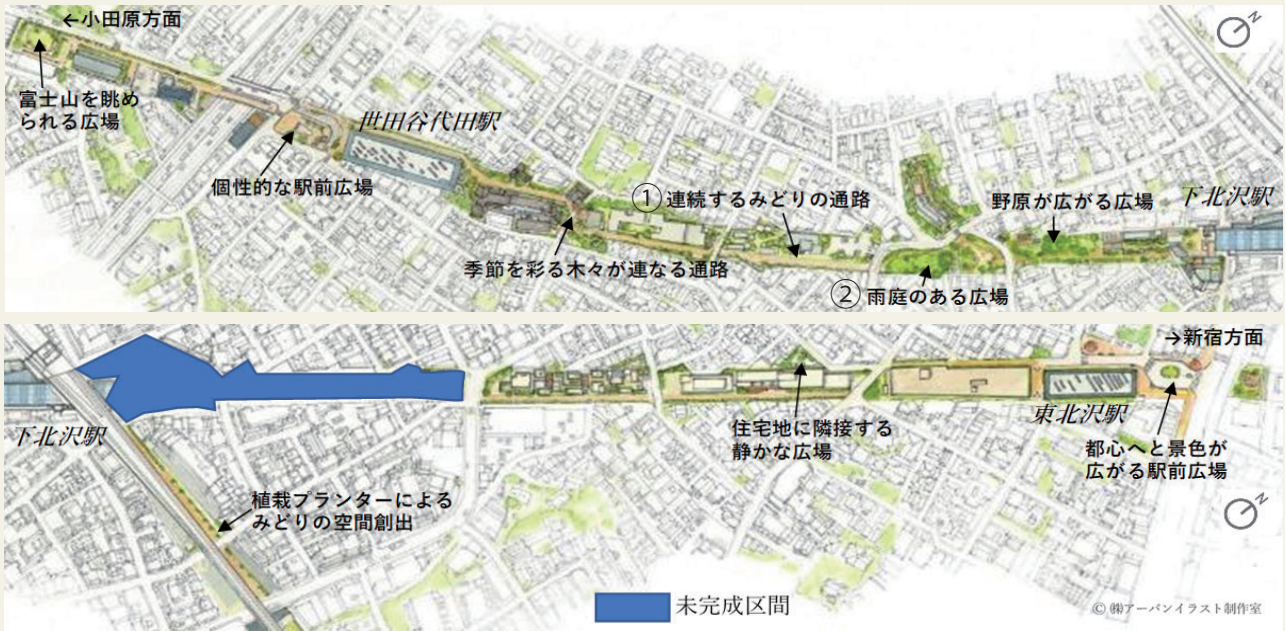 ←小田原方面
N
富士山を眺め
られる広場
世田谷代田駅
個性的な駅前広場
①連続するみどりの通路
野原が広がる広場
下北沢駅
季節を彩る木々が連なる通路
②雨庭のある広場
→新宿方面
下北沢駅
東北沢駅
住宅地に隣接する
静かな広場
都心へと景色が
広がる駅前広場
植栽プランターによる
みどりの空間創出
N
未完成区間
© ㈱アーバンイラスト制作室